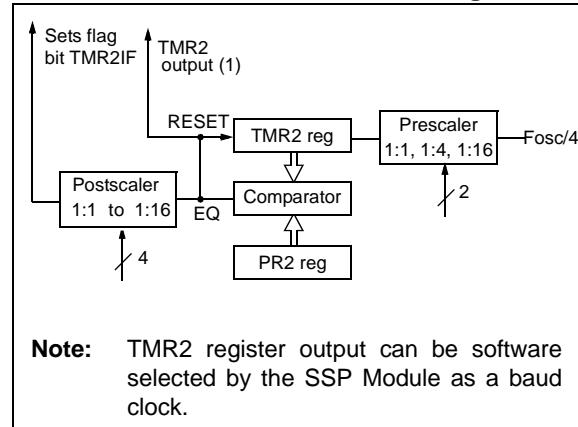 Sets flag
bit TMR2IF
TMR2
output (1)
RESET
TMR2 reg
Prescaler
1:1, 1:4, 1:16
Fosc/4
2
Postscaler
1:1 to 1:16
EQ
Comparator
4
PR2 reg
Note: TMR2 register output can be software
selected by the SSP Module as a baud
clock.